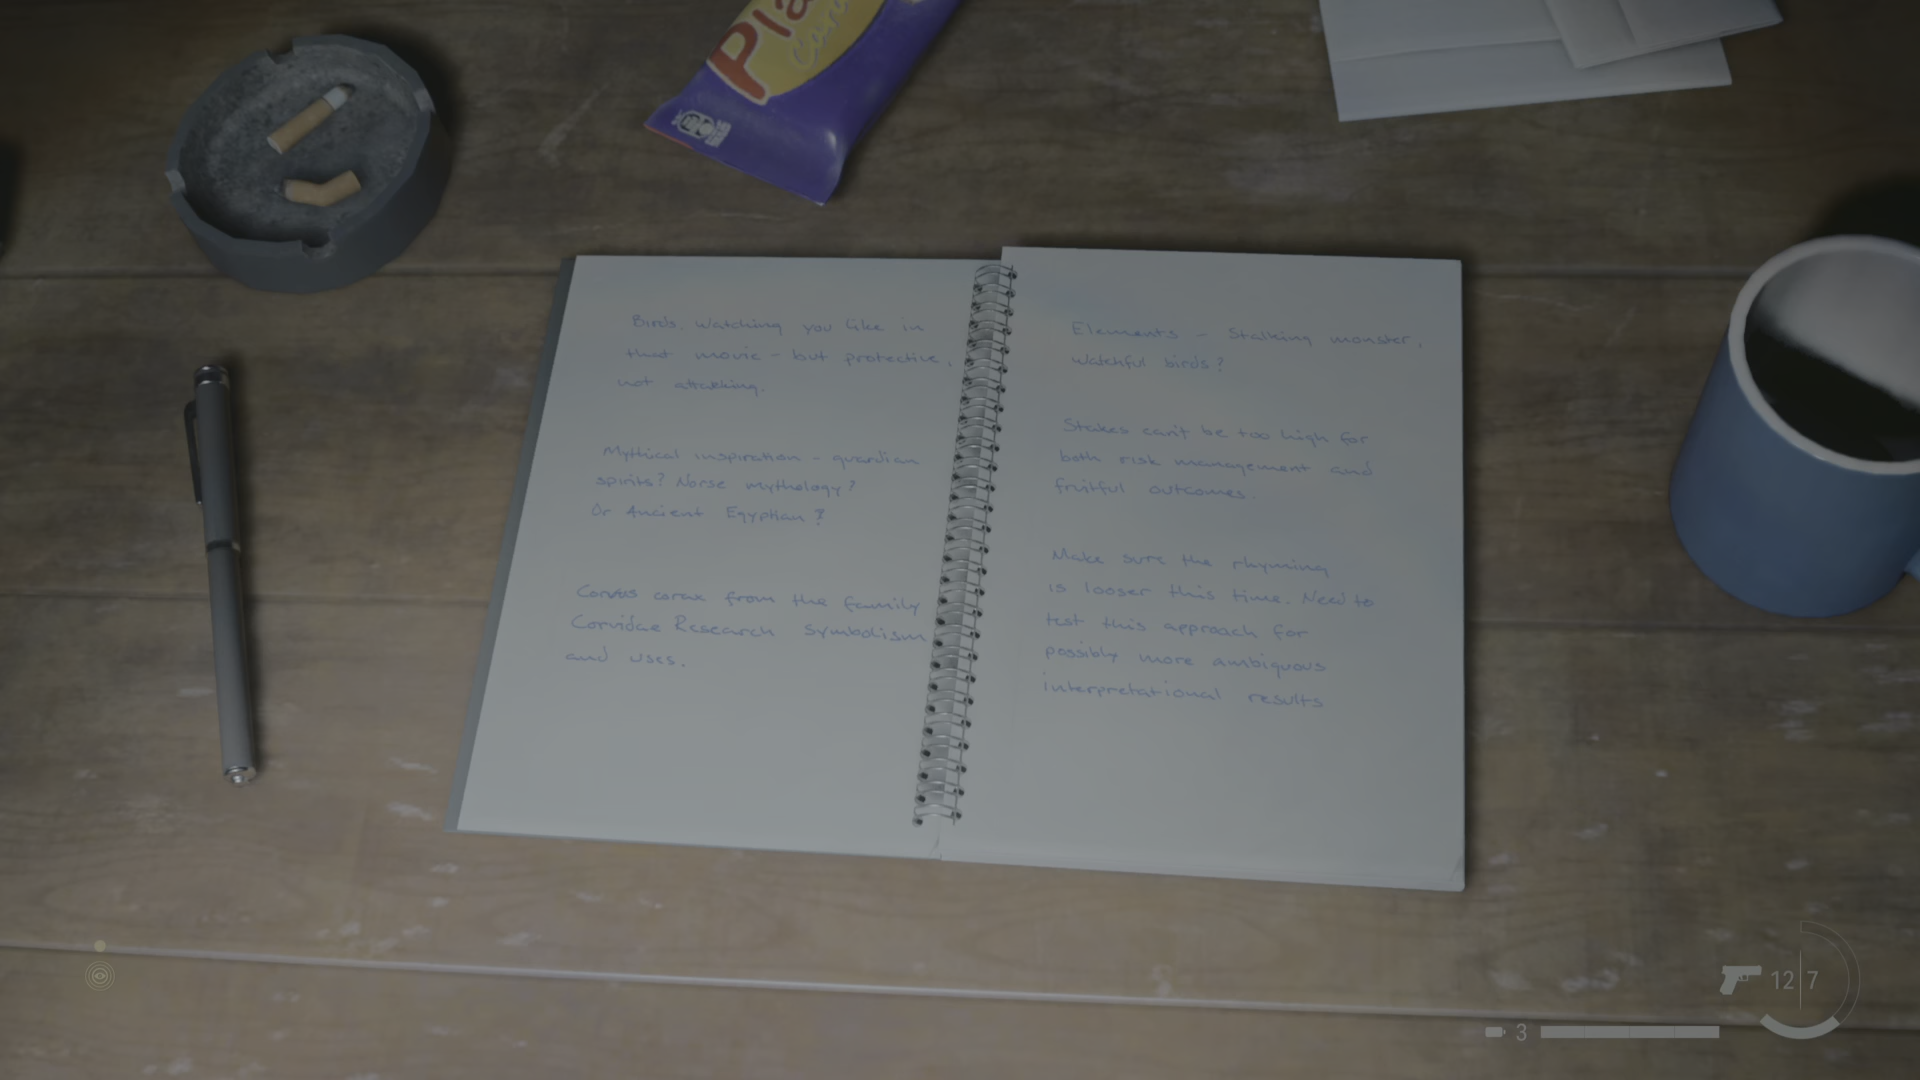 Pla
Birds. Watching you like in
that movie - but protective,
not attacking.
Mythical inspiration - guardian
spirits? Norse mythology?
Or Ancient Egyptian?
Corvus corax from the family
Corvidae Research Symbolism
and uses.
Elements - Stalking monster,
watchful birds?
Stakes can't be too high for
both risk management and
fruitful outcomes.
Make sure the rhyming
is looser this time. Need to
test this approach for
possibly more ambiguous
interpretational results
12 7
3